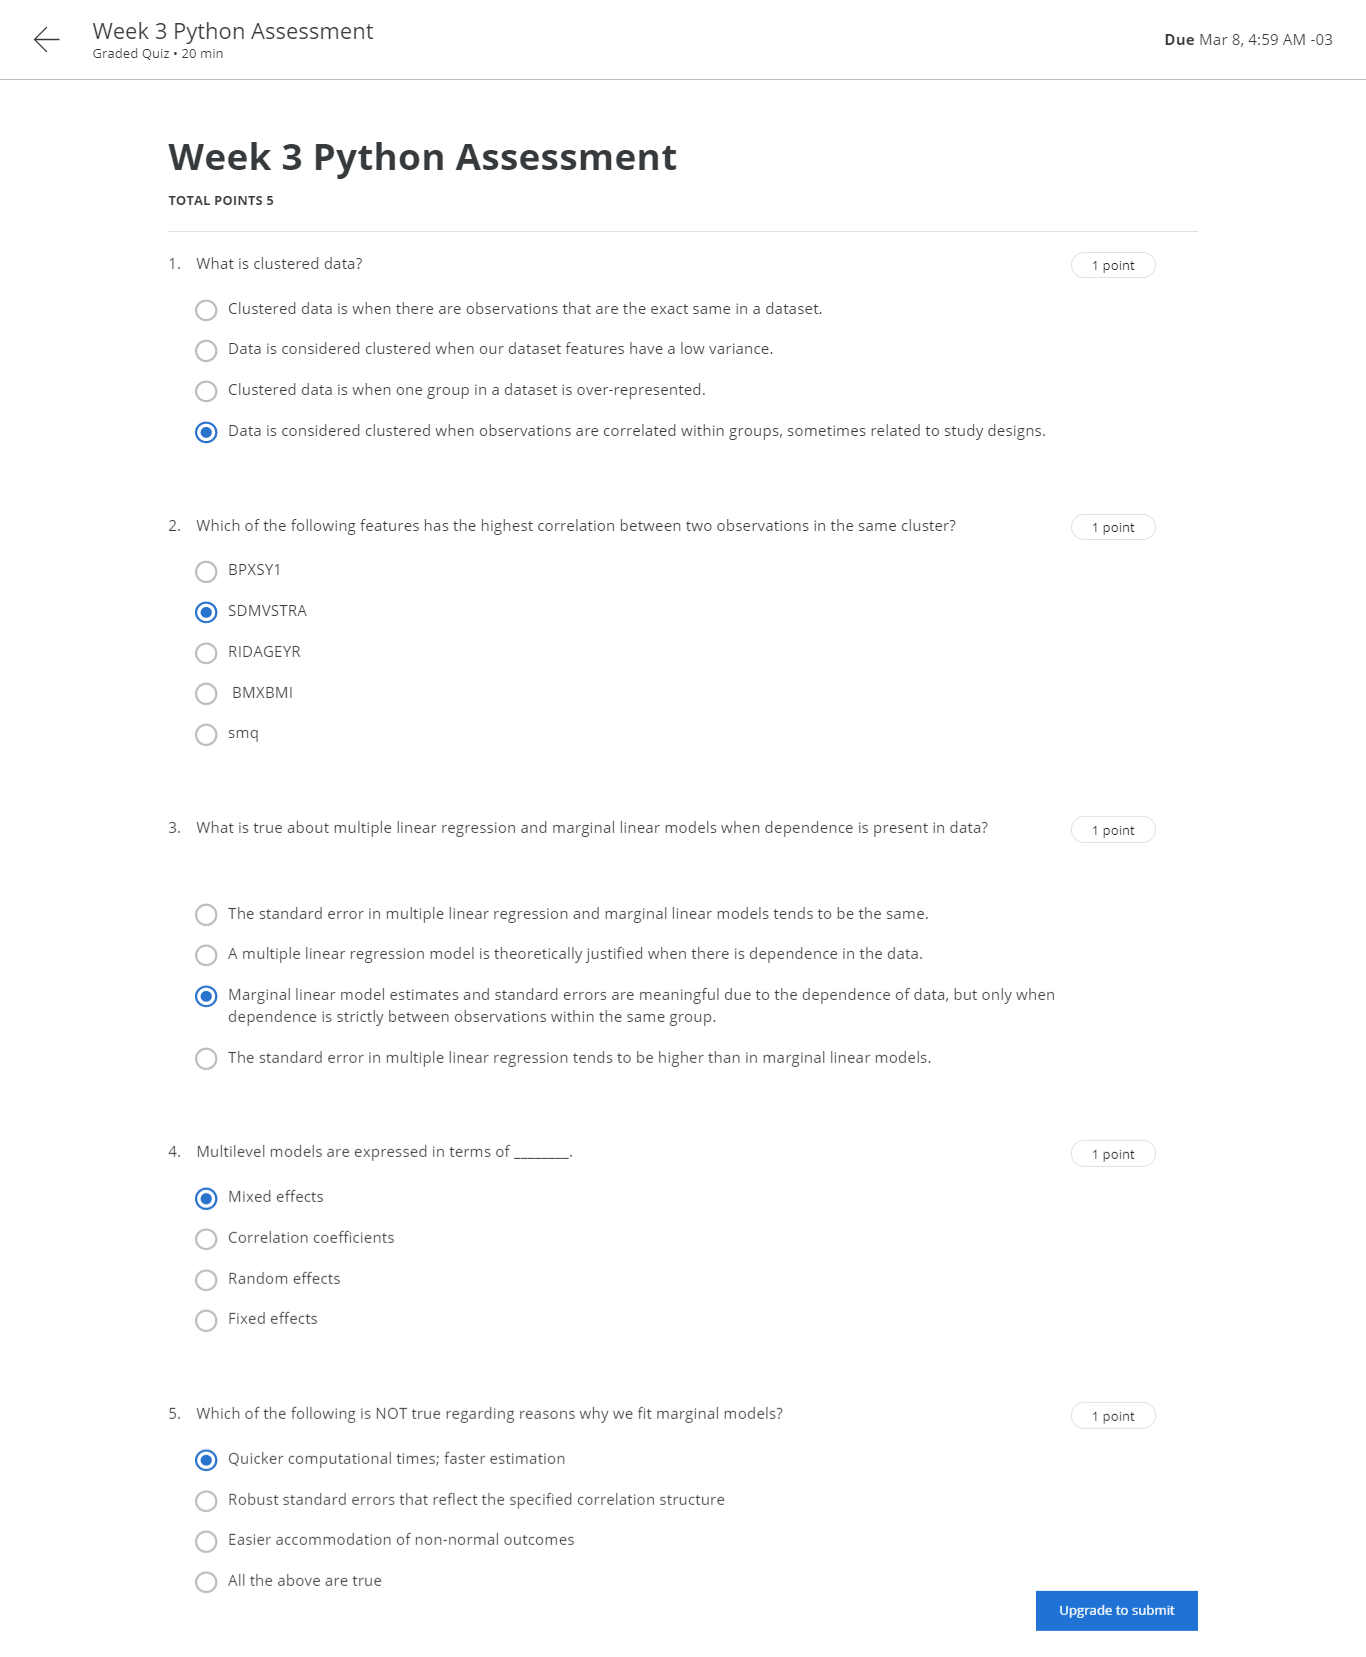 Week 3 Python Assessment
Graded Quiz • 20 min
Due Mar 8, 4:59 AM -03
Week 3 Python Assessment
TOTAL POINTS 5
1. What is clustered data?
1 point
Clustered data is when there are observations that are the exact same in a dataset.
Data is considered clustered when our dataset features have a low variance.
Clustered data is when one group in a dataset is over-represented.
Data is considered clustered when observations are correlated within groups, sometimes related to study designs.
2. Which of the following features has the highest correlation between two observations in the same cluster?
1 point
BPXSY1
SDMVSTRA
RIDAGEYR
BMXBMI
smq
3. What is true about multiple linear regression and marginal linear models when dependence is present in data?
1 point
The standard error in multiple linear regression and marginal linear models tends to be the same.
A multiple linear regression model is theoretically justified when there is dependence in the data.
Marginal linear model estimates and standard errors are meaningful due to the dependence of data, but only when
dependence is strictly between observations within the same group.
The standard error in multiple linear regression tends to be higher than in marginal linear models.
4. Multilevel models are expressed in terms of ________.
1 point
Mixed effects
Correlation coefficients
Random effects
Fixed effects
5. Which of the following is NOT true regarding reasons why we fit marginal models?
1 point
Quicker computational times; faster estimation
Robust standard errors that reflect the specified correlation structure
Easier accommodation of non-normal outcomes
All the above are true
Upgrade to submit